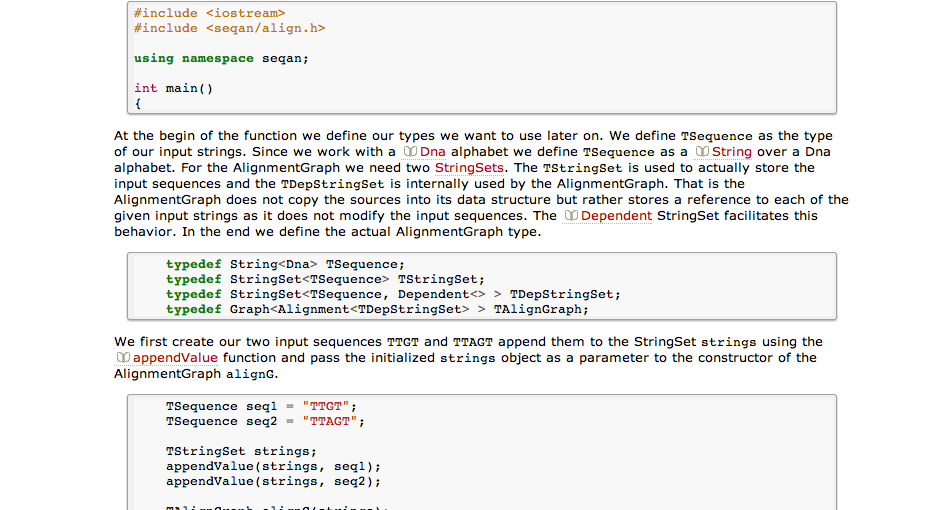 #include <iostream>
#include <seqan/align.h>
using namespace seqan;
int main()
{
At the begin of the function we define our types we want to use later on. We define TSequence as the type
of our input strings. Since we work with a Dna alphabet we define TSequence as a String over a Dna
alphabet. For the AlignmentGraph we need two StringSets. The TStringSet is used to actually store the
input sequences and the TDepStringSet is internally used by the AlignmentGraph. That is the
AlignmentGraph does not copy the sources into its data structure but rather stores a reference to each of the
given input strings as it does not modify the input sequences. The Dependent StringSet facilitates this
behavior. In the end we define the actual AlignmentGraph type.
typedef String<Dna> TSequence;
typedef StringSet<TSequence> TStringSet;
typedef StringSet<TSequence, Dependent<> > TDepStringSet;
typedef Graph<Alignment<TDepStringSet> > TAlignGraph;
We first create our two input sequences TTGT and TTAGT append them to the StringSet strings using the
appendValue function and pass the initialized strings object as a parameter to the constructor of the
AlignmentGraph alignG.
TSequence seq1 = "TTGT";
TSequence seq2 = "TTAGT";
TStringSet strings;
appendValue(strings, seq1);
appendValue(strings, seq2);